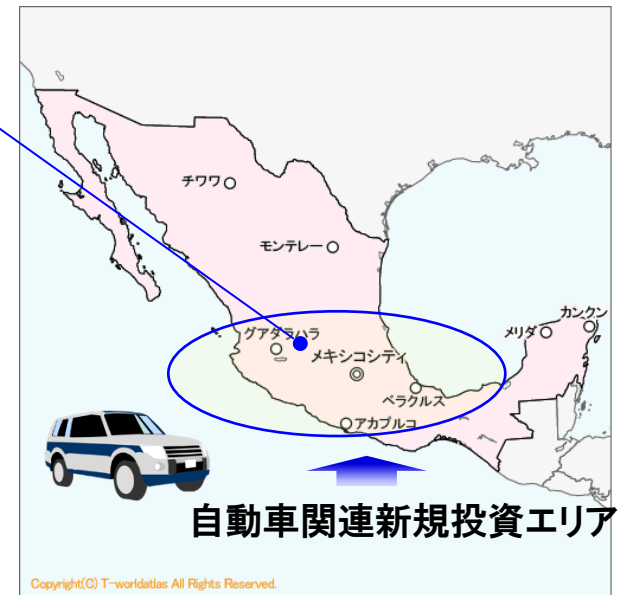 チワワ
モンテレー
カンクン
メリダ
グアダラハラ
メキシコシティ
ベラクルス
アカプルコ
自動車関連新規投資エリア
Copyright(C) T-worldatlas All Rights Reserved.